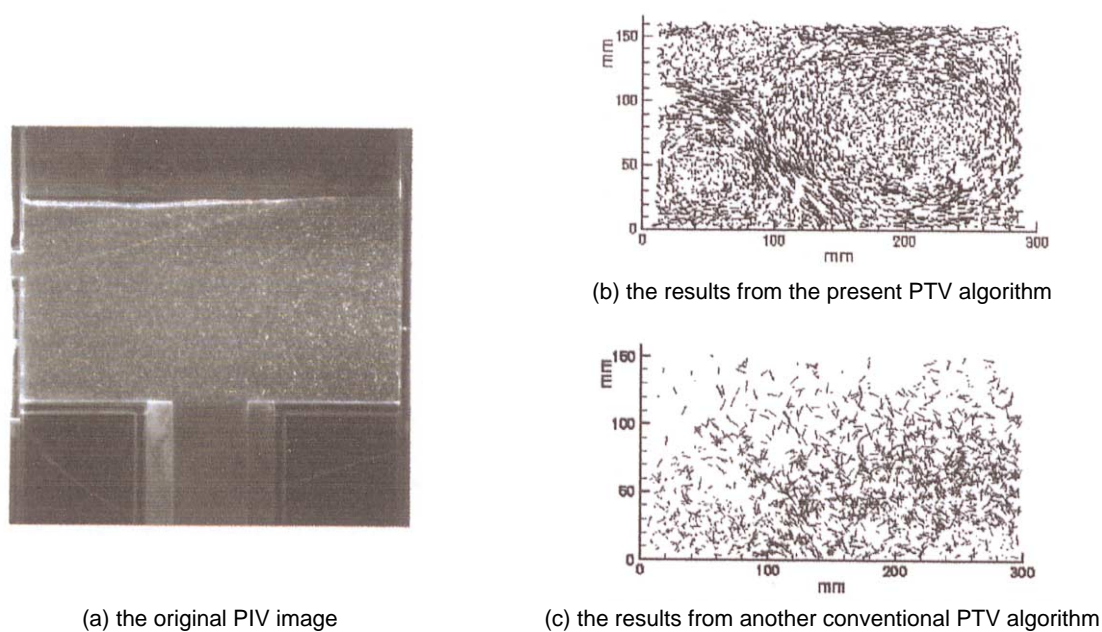 150
100
50
0
mm
0
100
200
300
mm
(b) the results from the present PTV algorithm
150
100
50
0
mm
0
100
200
300
mm
(a) the original PIV image
(c) the results from another conventional PTV algorithm